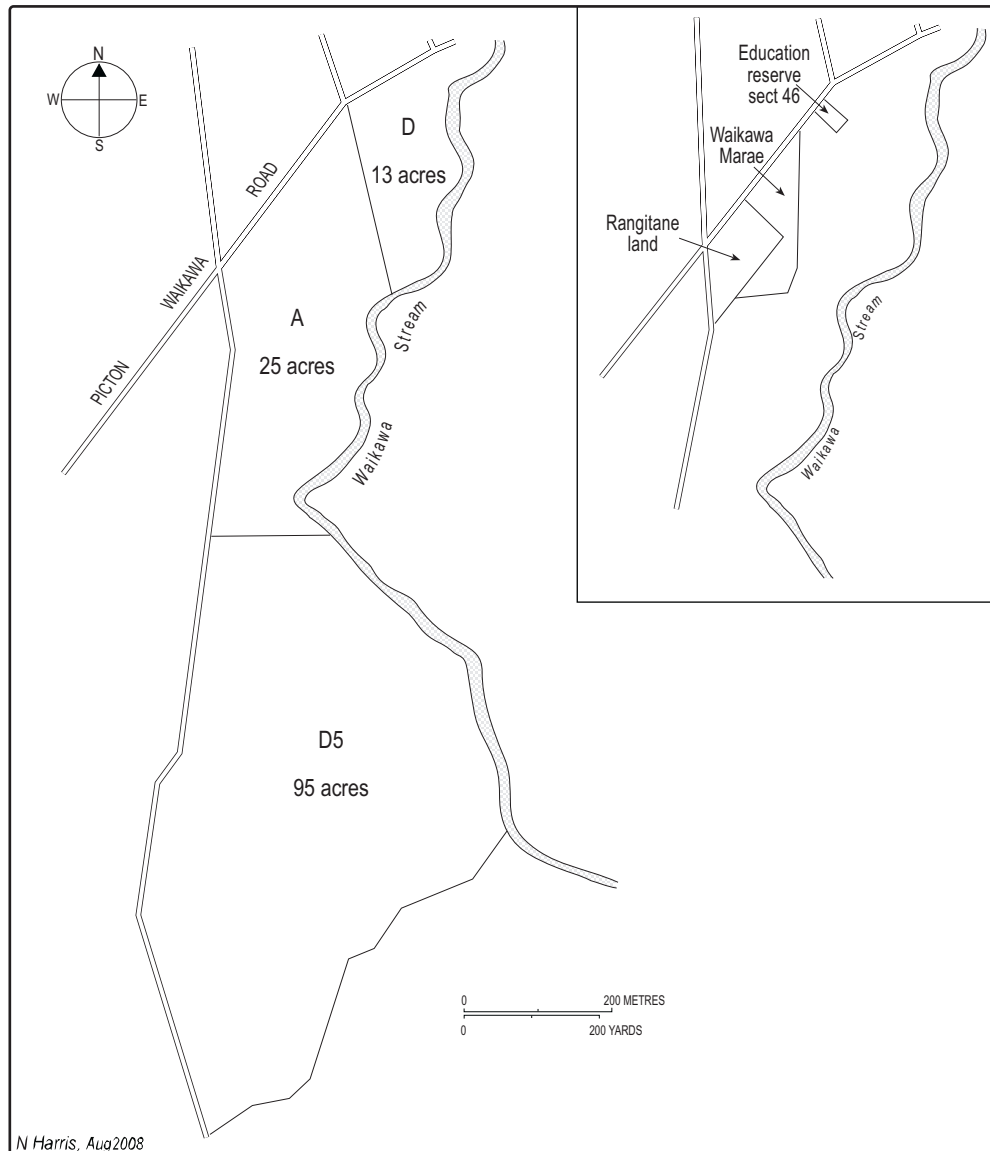 N
W
E
S
PICTON
WAIKAWA
ROAD
D
13 acres
A
25 acres
Stream
Waikawa
D5
95 acres
0
200 METRES
0
200 YARDS
N Harris, Aug2008
Education
reserve
sect 46
Waikawa
Marae
Rangitane
land
Stream
Waikawa